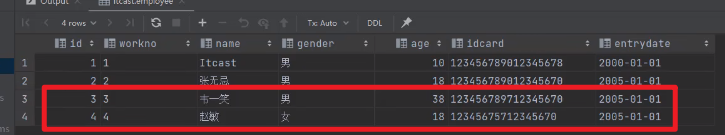 Output itcast.employee
4 rows Tx: Auto DDL
id workno name gender age idcard entrydate
1 1 1 Itcast 男 10 123456789012345678 2000-01-01
2 2 2 张无忌 男 18 123456789012345670 2005-01-01
3 3 3 韦一笑 男 38 123456789712345670 2005-01-01
4 4 4 赵敏 女 18 12345675712345670 2005-01-01